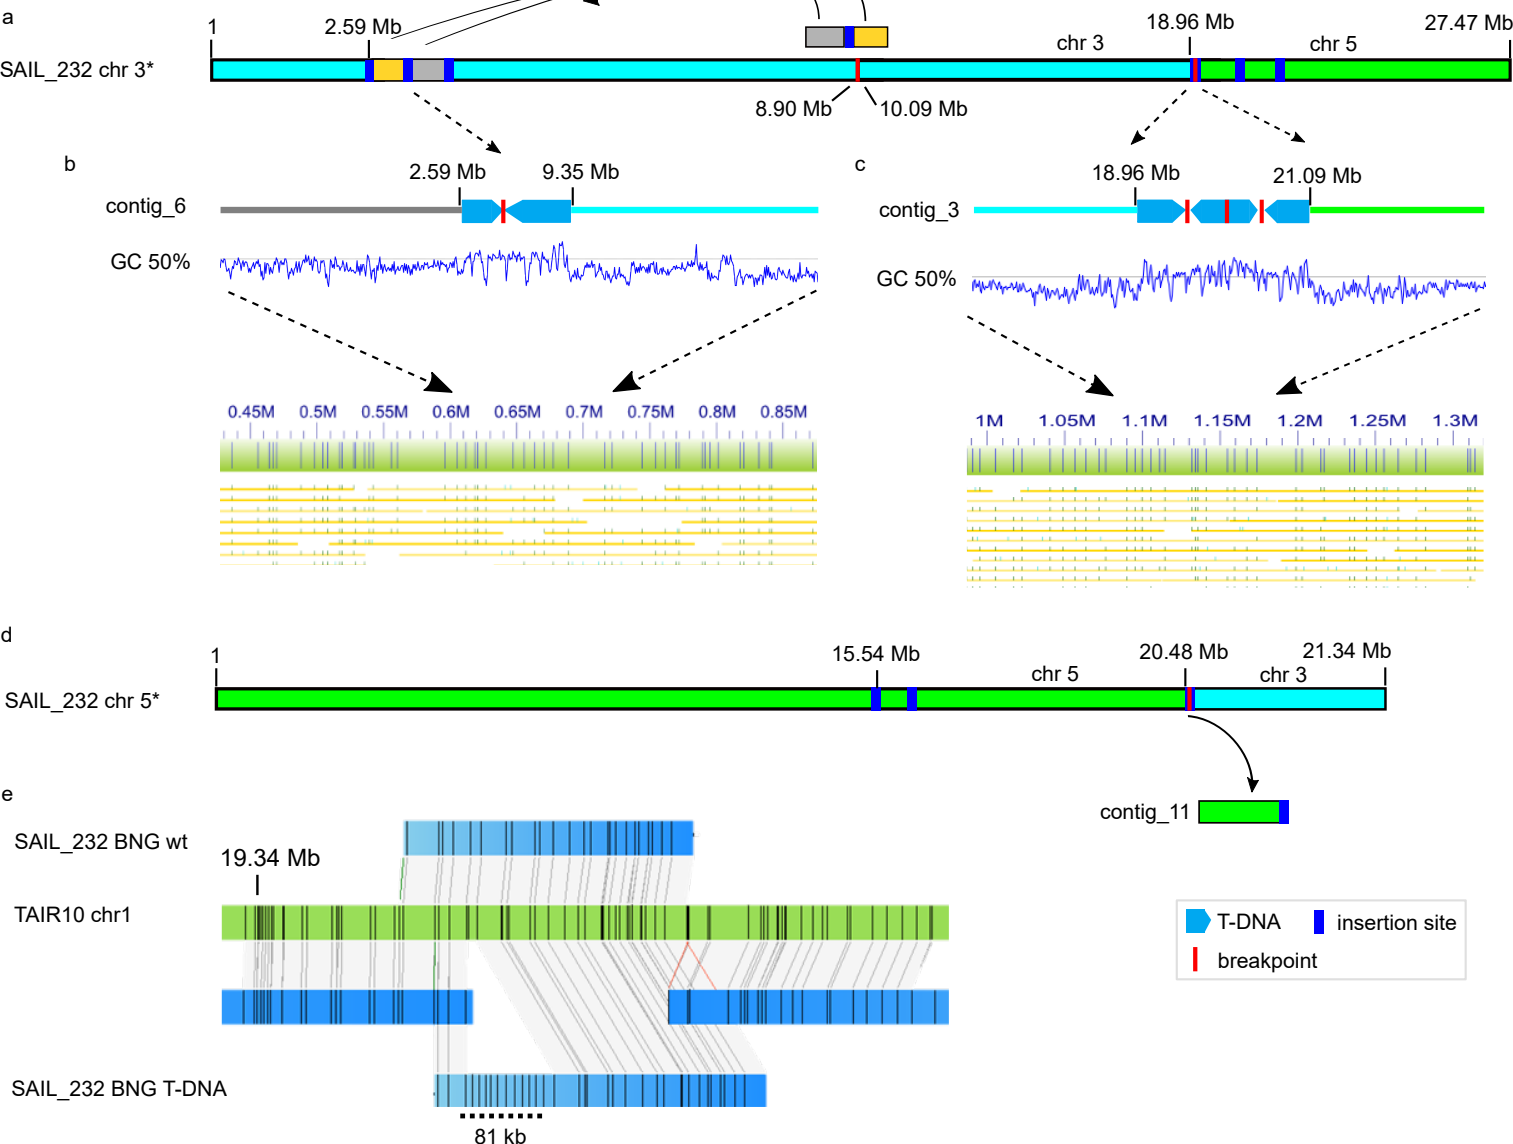 a
1
2.59 Mb
18.96 Mb
27.47 Mb
chr 3
chr 5
SAIL_232 chr 3*
8.90 Mb
10.09 Mb
b
2.59 Mb
9.35 Mb
contig_6
GC 50%
0.45M 0.5M 0.55M 0.6M 0.65M 0.7M 0.75M 0.8M 0.85M
c
18.96 Mb
21.09 Mb
contig_3
GC 50%
1M 1.05M 1.1M 1.15M 1.2M 1.25M 1.3M
d
1
15.54 Mb
20.48 Mb
21.34 Mb
chr 5
chr 3
SAIL_232 chr 5*
contig_11
e
SAIL_232 BNG wt
19.34 Mb
TAIR10 chr1
SAIL_232 BNG T-DNA
81 kb
T-DNA
insertion site
breakpoint